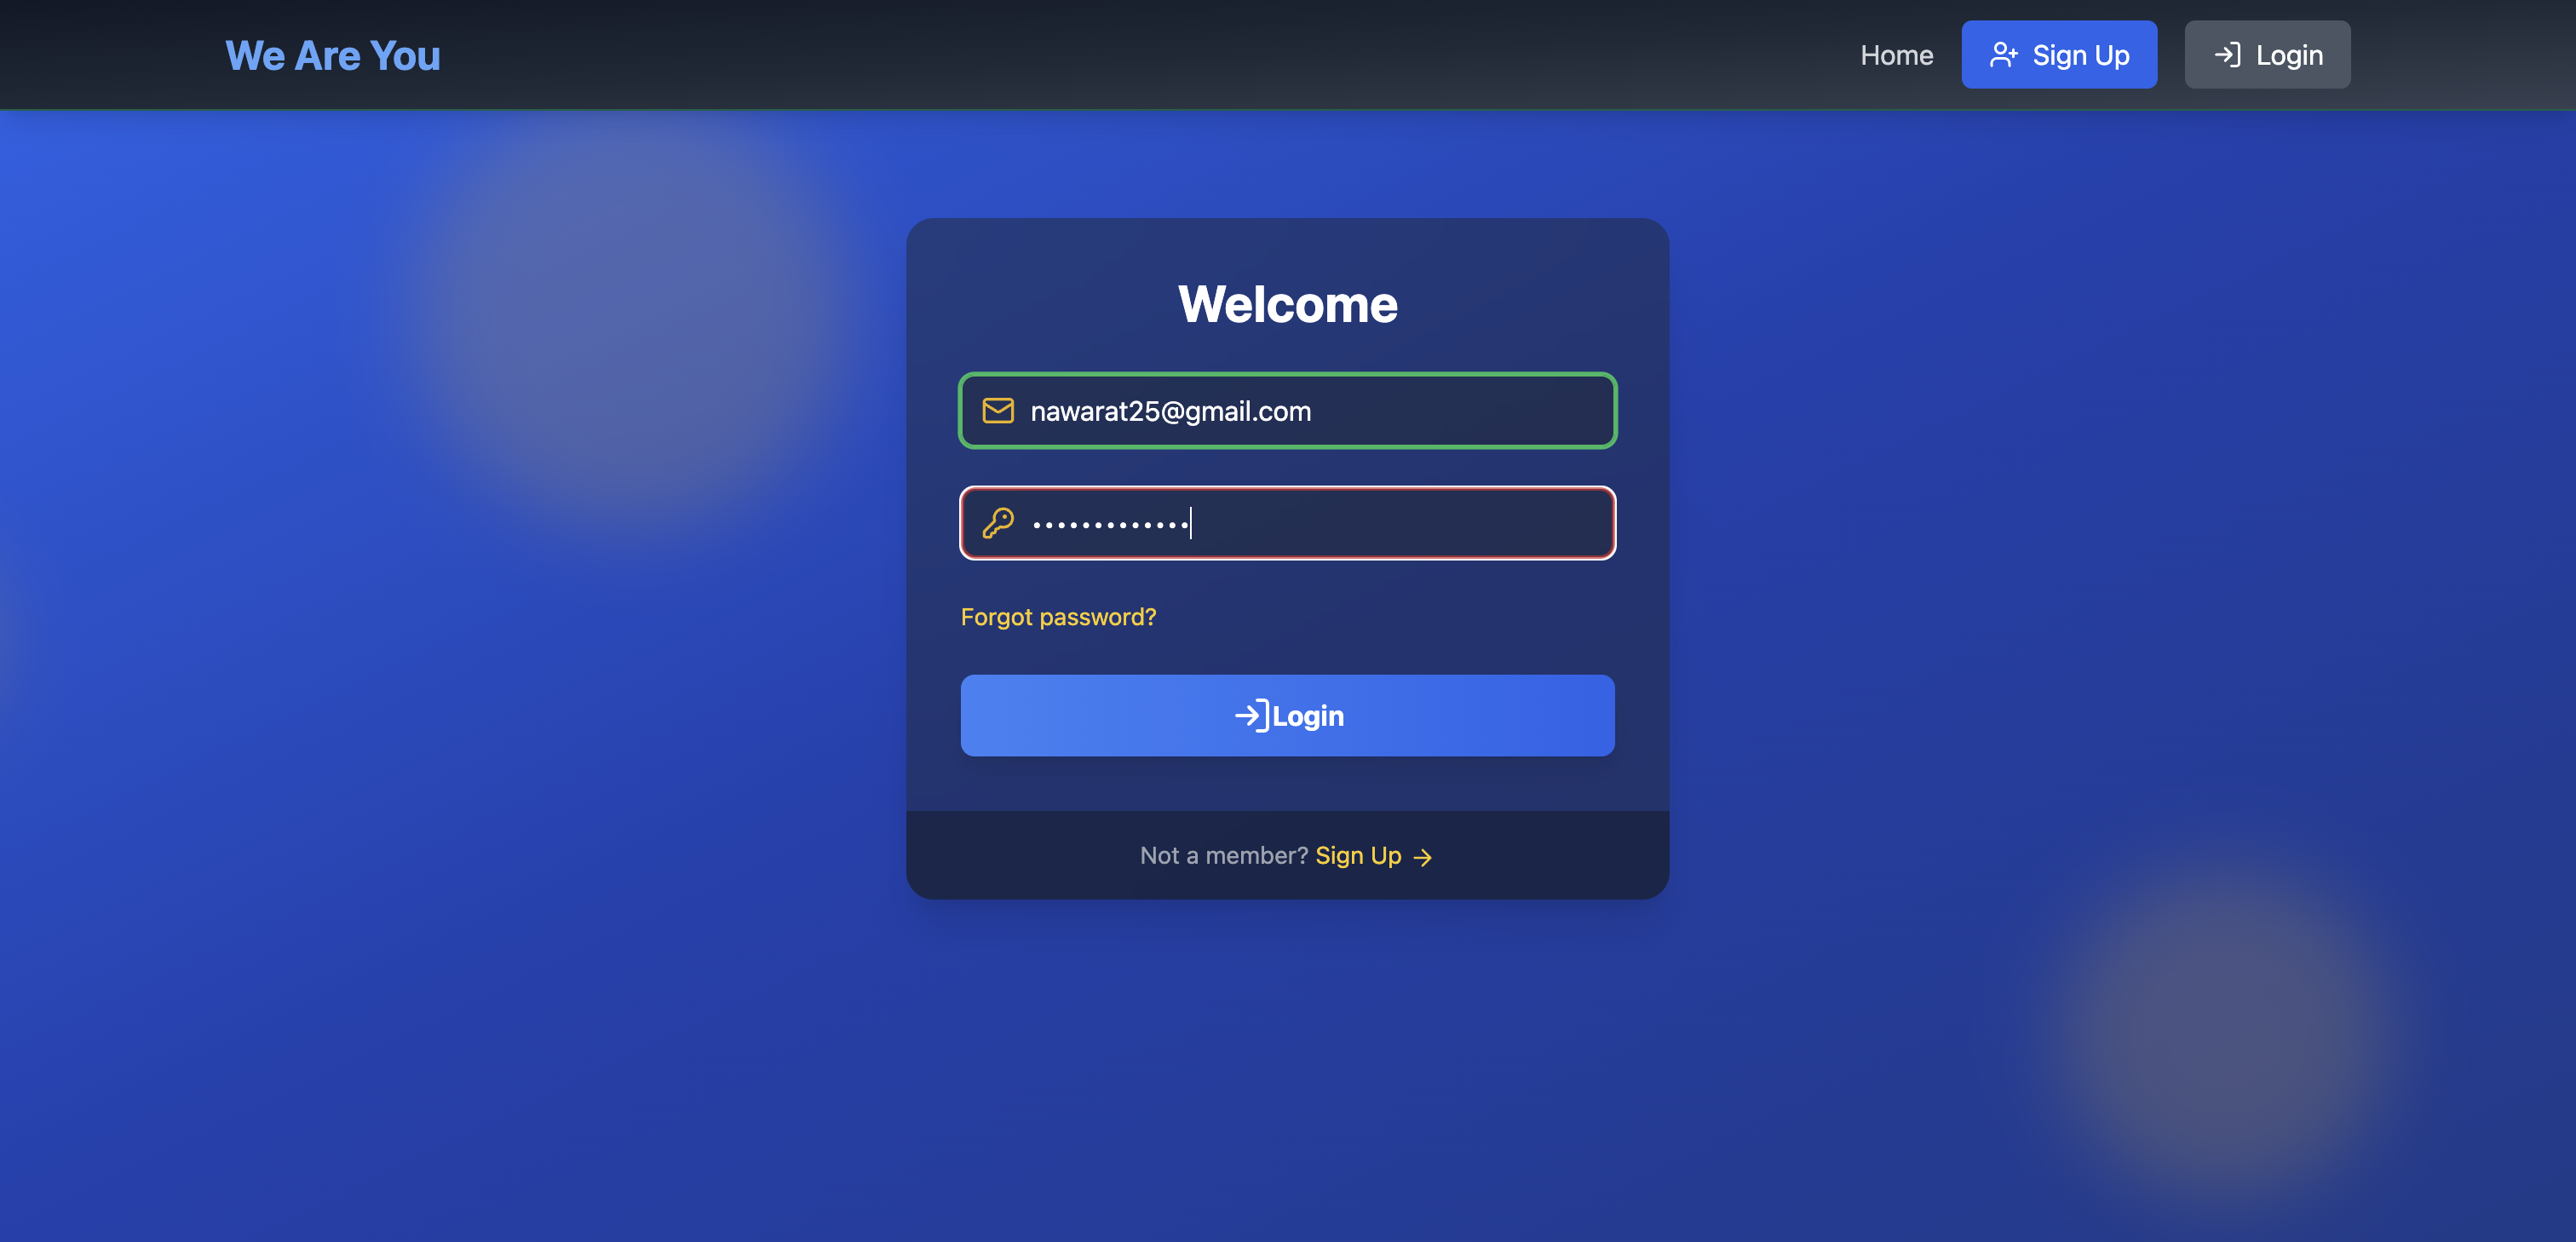 We Are You
Home
Sign Up
Login
Welcome
nawarat25@gmail.com
•••••••••••••
Forgot password?
Login
Not a member? Sign Up →